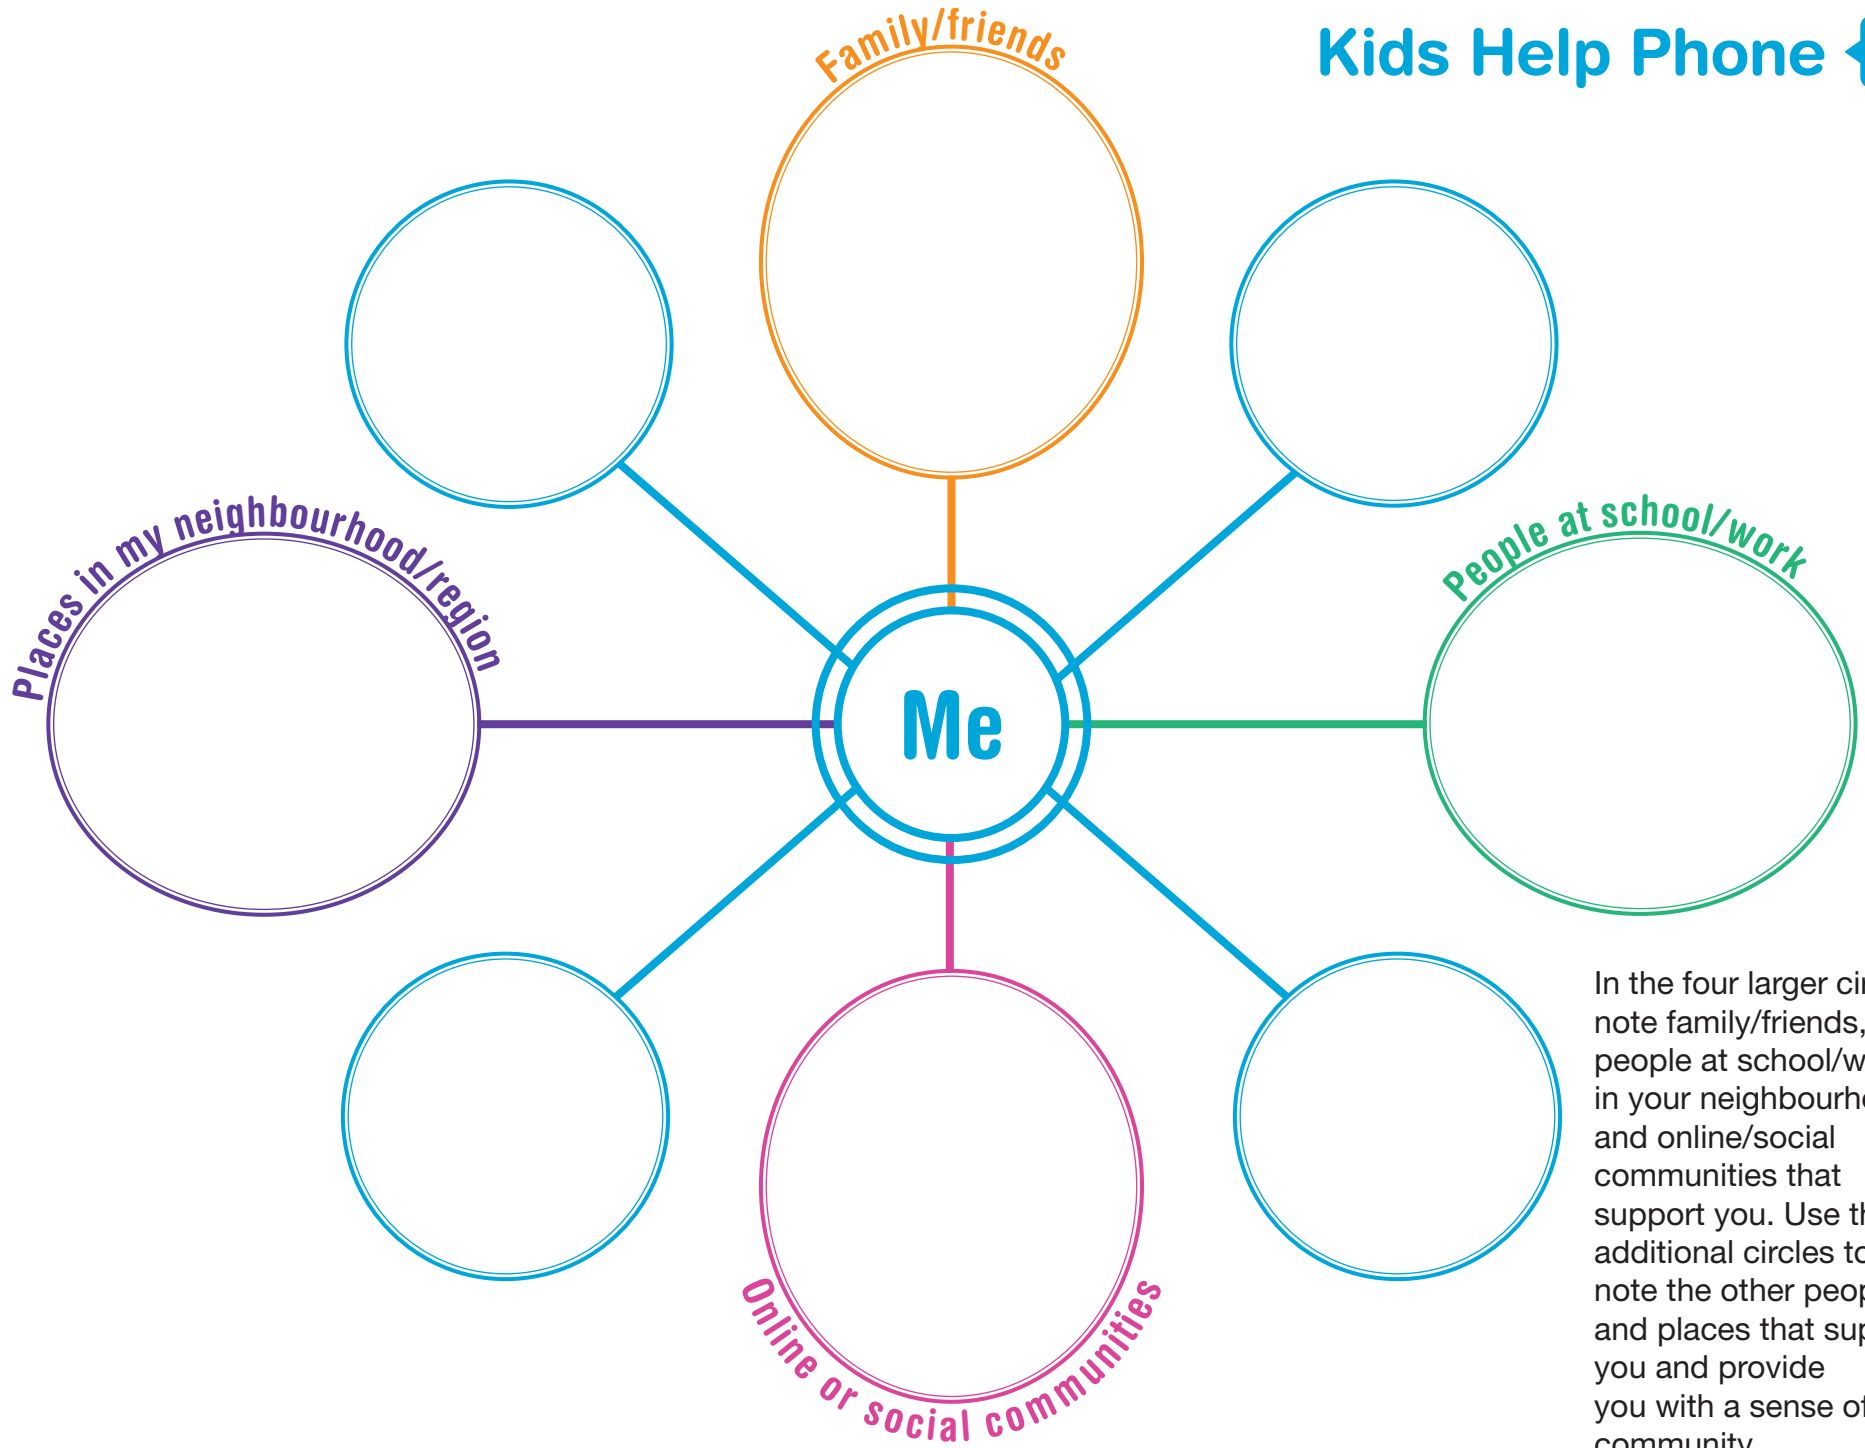 Kids Help Phone
Family/friends
Places in my neighbourhood/region
People at school/work
Me
Online or social communities
In the four larger
note family/friends,
people at
in your
and online/social
communities that
support you. Use
additional circles
note the other
and places that
you and provide
you with a sense
community